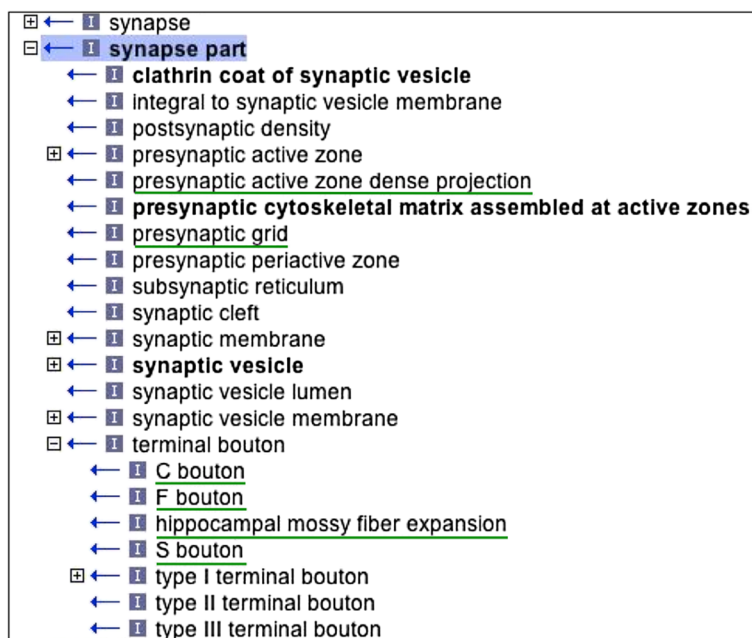 I synapse
I synapse part
I clathrin coat of synaptic vesicle
I integral to synaptic vesicle membrane
I postsynaptic density
I presynaptic active zone
I presynaptic active zone dense projection
I presynaptic cytoskeletal matrix assembled at active zones
I presynaptic grid
I presynaptic periactive zone
I subsynaptic reticulum
I synaptic cleft
I synaptic membrane
I synaptic vesicle
I synaptic vesicle lumen
I synaptic vesicle membrane
I terminal bouton
I C bouton
I F bouton
I hippocampal mossy fiber expansion
I S bouton
I type I terminal bouton
I type II terminal bouton
I type III terminal bouton